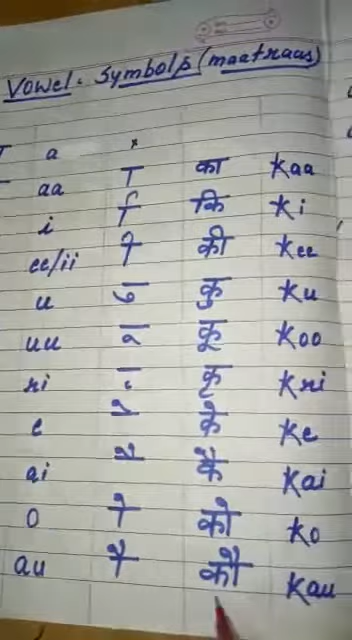 Vowel. Symbols (maatraas)
a x
aa ा का Kaa
i ि कि Ki
ee/ii ी की Kee
u ु कु Ku
uu ू कू Koo
ri ृ कृ Kri
e े के Ke
ai ै कै Kai
o ो को Ko
au ौ कौ Kau